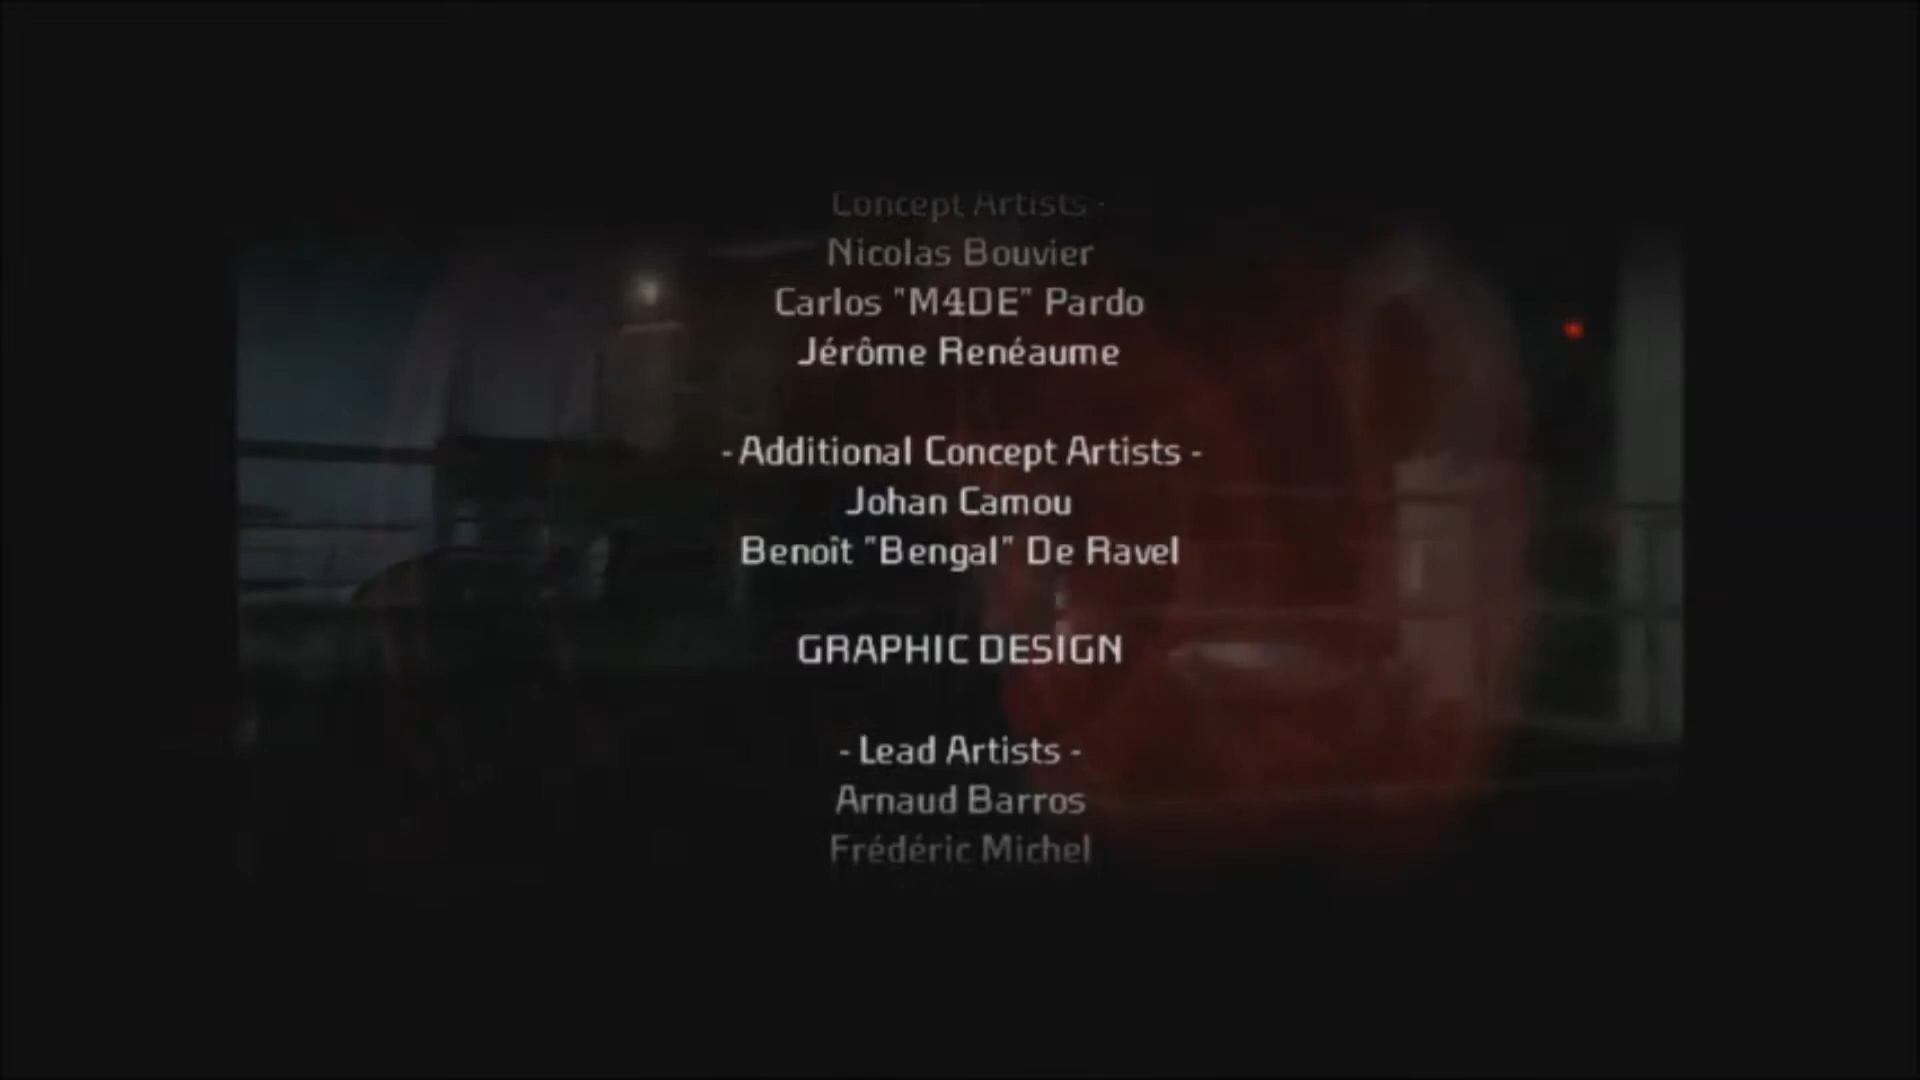 Concept Artists -
Nicolas Bouvier
Carlos "M4DE" Pardo
Jérôme Renéaume
- Additional Concept Artists -
Johan Camou
Benoît "Bengal" De Ravel
GRAPHIC DESIGN
- Lead Artists -
Arnaud Barros
Frédéric Michel